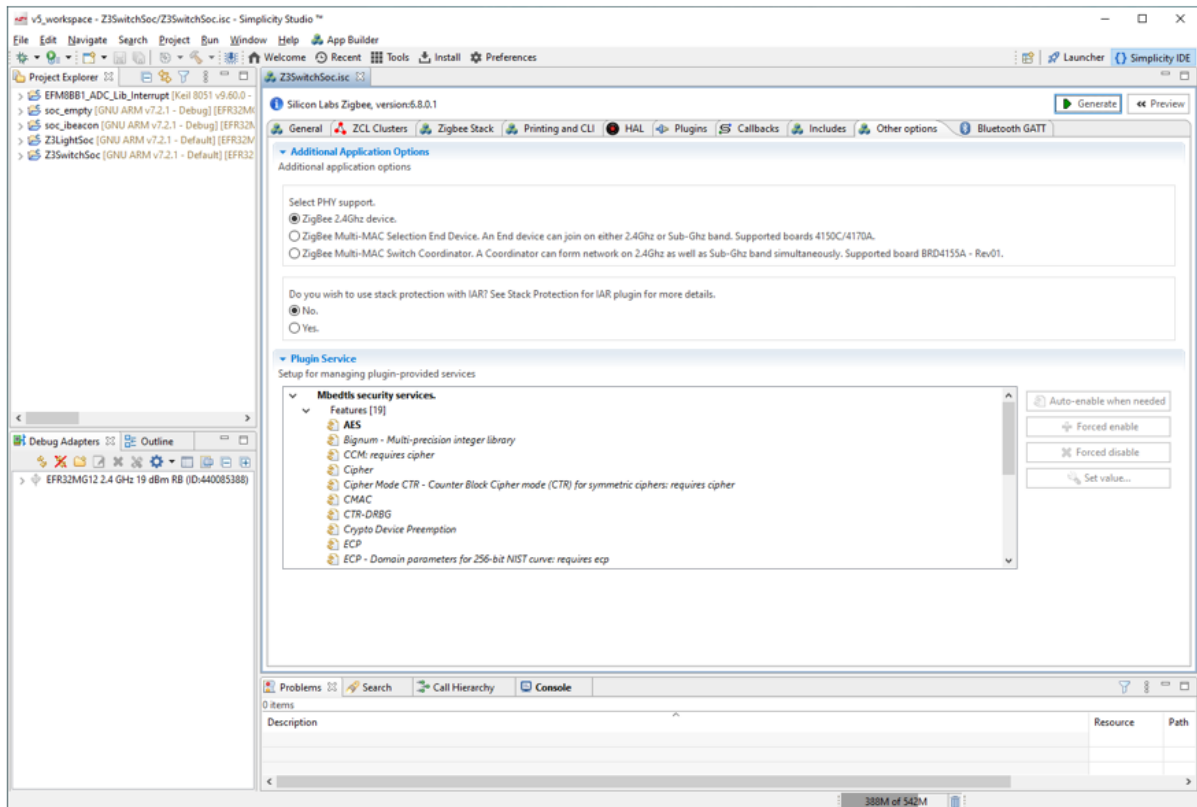 v5_workspace - Z3SwitchSoc/Z3SwitchSoc.isc - Simplicity Studio ™
File Edit Navigate Search Project Run Window Help App Builder
Welcome Recent Tools Install Preferences
Launcher Simplicity IDE
Project Explorer
EFM8BB1_ADC_Lib_Interrupt [Keil 8051 v9.60.0 -
soc_empty [GNU ARM v7.2.1 - Debug] [EFR32M
soc_ibeacon [GNU ARM v7.2.1 - Debug] [EFR32
Z3LightSoc [GNU ARM v7.2.1 - Default] [EFR32M
Z3SwitchSoc [GNU ARM v7.2.1 - Default] [EFR32
Debug Adapters Outline
EFR32MG12 2.4 GHz 19 dBm RB (ID:440085388)
Z3SwitchSoc.isc
Silicon Labs Zigbee, version:6.8.0.1
Generate Preview
General ZCL Clusters Zigbee Stack Printing and CLI HAL Plugins Callbacks Includes Other options Bluetooth GATT
Additional Application Options
Additional application options
Select PHY support.
ZigBee 2.4Ghz device.
ZigBee Multi-MAC Selection End Device. An End device can join on either 2.4Ghz or Sub-Ghz band. Supported boards 4150C/4170A.
ZigBee Multi-MAC Switch Coordinator. A Coordinator can form network on 2.4Ghz as well as Sub-Ghz band simultaneously. Supported board BRD4155A - Rev01.
Do you wish to use stack protection with IAR? See Stack Protection for IAR plugin for more details.
No.
Yes.
Plugin Service
Setup for managing plugin-provided services
Mbedtls security services.
Features [19]
AES
Bignum - Multi-precision integer library
CCM: requires cipher
Cipher
Cipher Mode CTR - Counter Block Cipher mode (CTR) for symmetric ciphers: requires cipher
CMAC
CTR-DRBG
Crypto Device Preemption
ECP
ECP - Domain parameters for 256-bit NIST curve: requires ecp
Auto-enable when needed
Forced enable
Forced disable
Set value...
Problems Search Call Hierarchy Console
0 items
Description Resource Path
388M of 542M